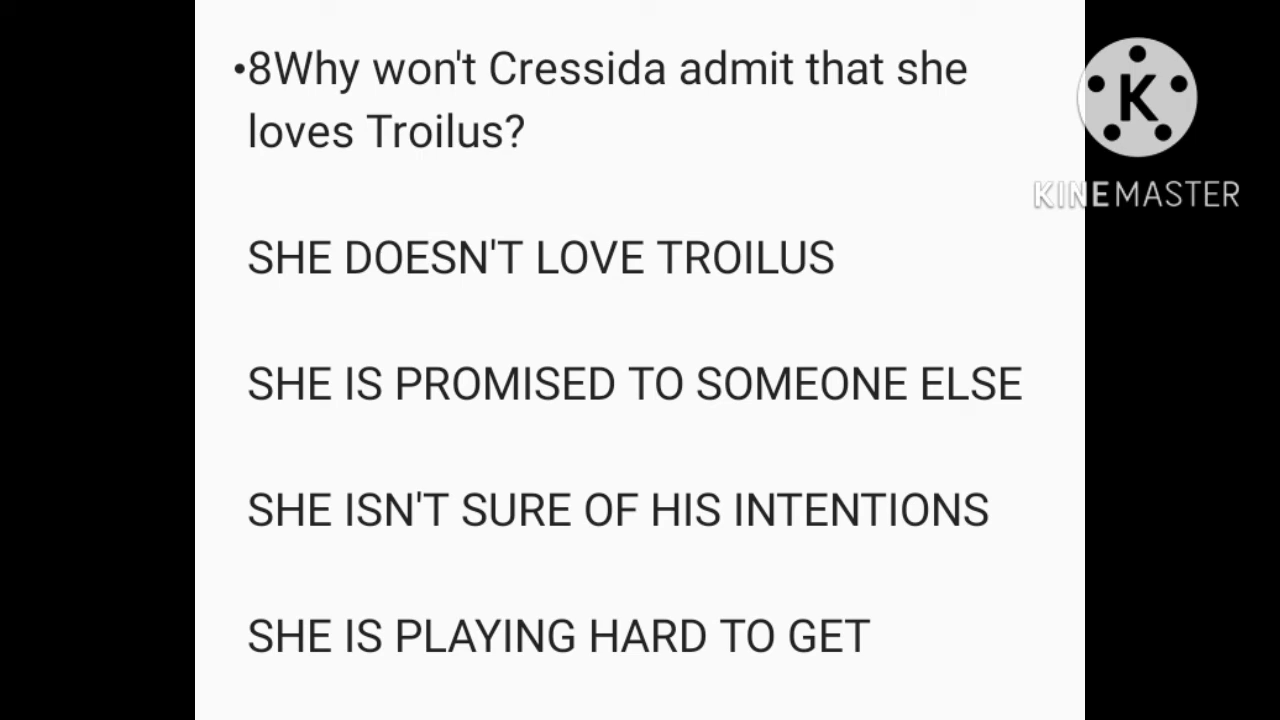 •8Why won't Cressida admit that she
loves Troilus?
SHE DOESN'T LOVE TROILUS
SHE IS PROMISED TO SOMEONE ELSE
SHE ISN'T SURE OF HIS INTENTIONS
SHE IS PLAYING HARD TO GET
K
KINEMASTER